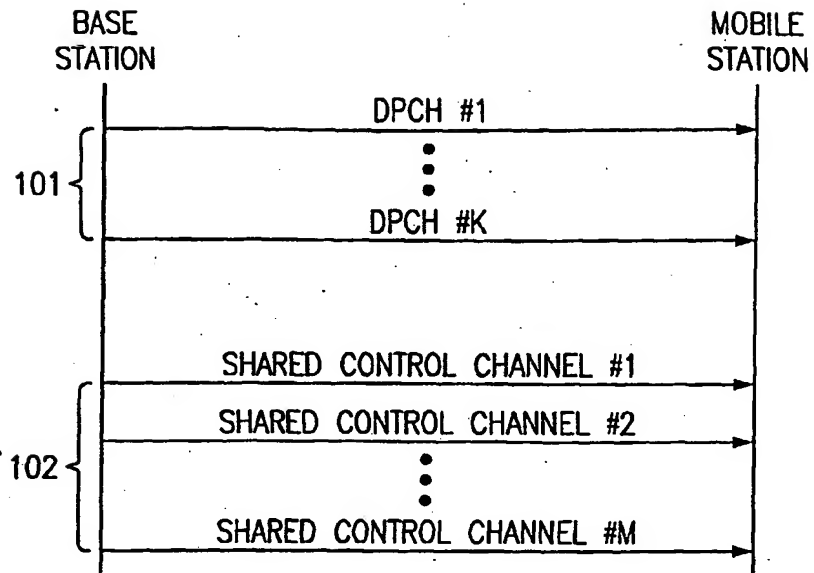 BASE
STATION
MOBILE
STATION
DPCH #1
101
DPCH #K
SHARED CONTROL CHANNEL #1
SHARED CONTROL CHANNEL #2
102
SHARED CONTROL CHANNEL #M